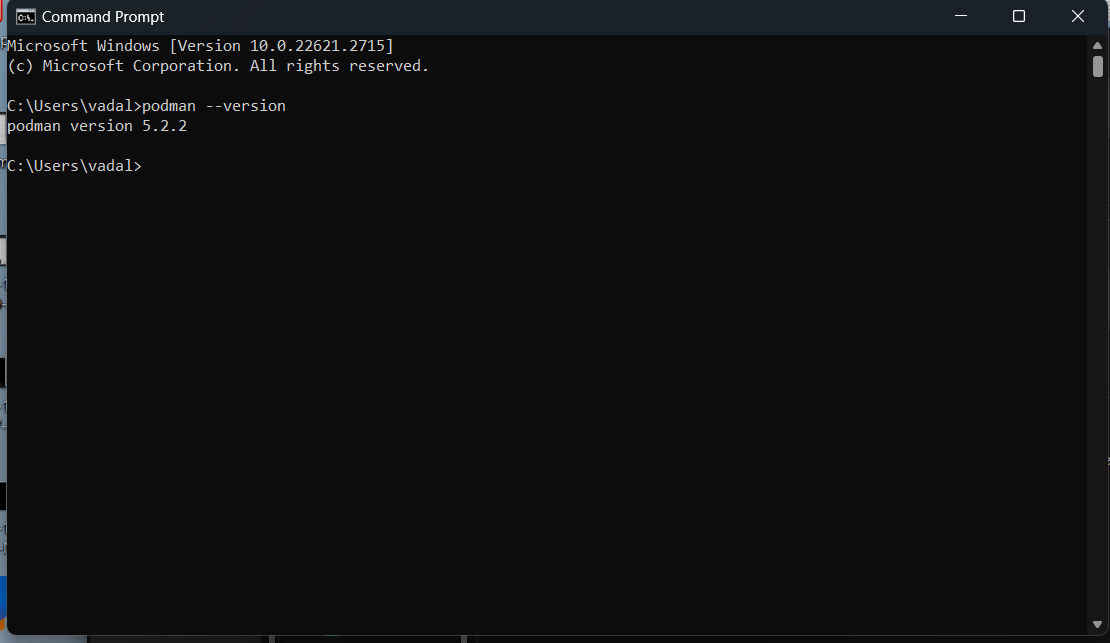 Command Prompt
Microsoft Windows [Version 10.0.22621.2715]
(c) Microsoft Corporation. All rights reserved.
C:\Users\vadal>podman --version
podman version 5.2.2
C:\Users\vadal>